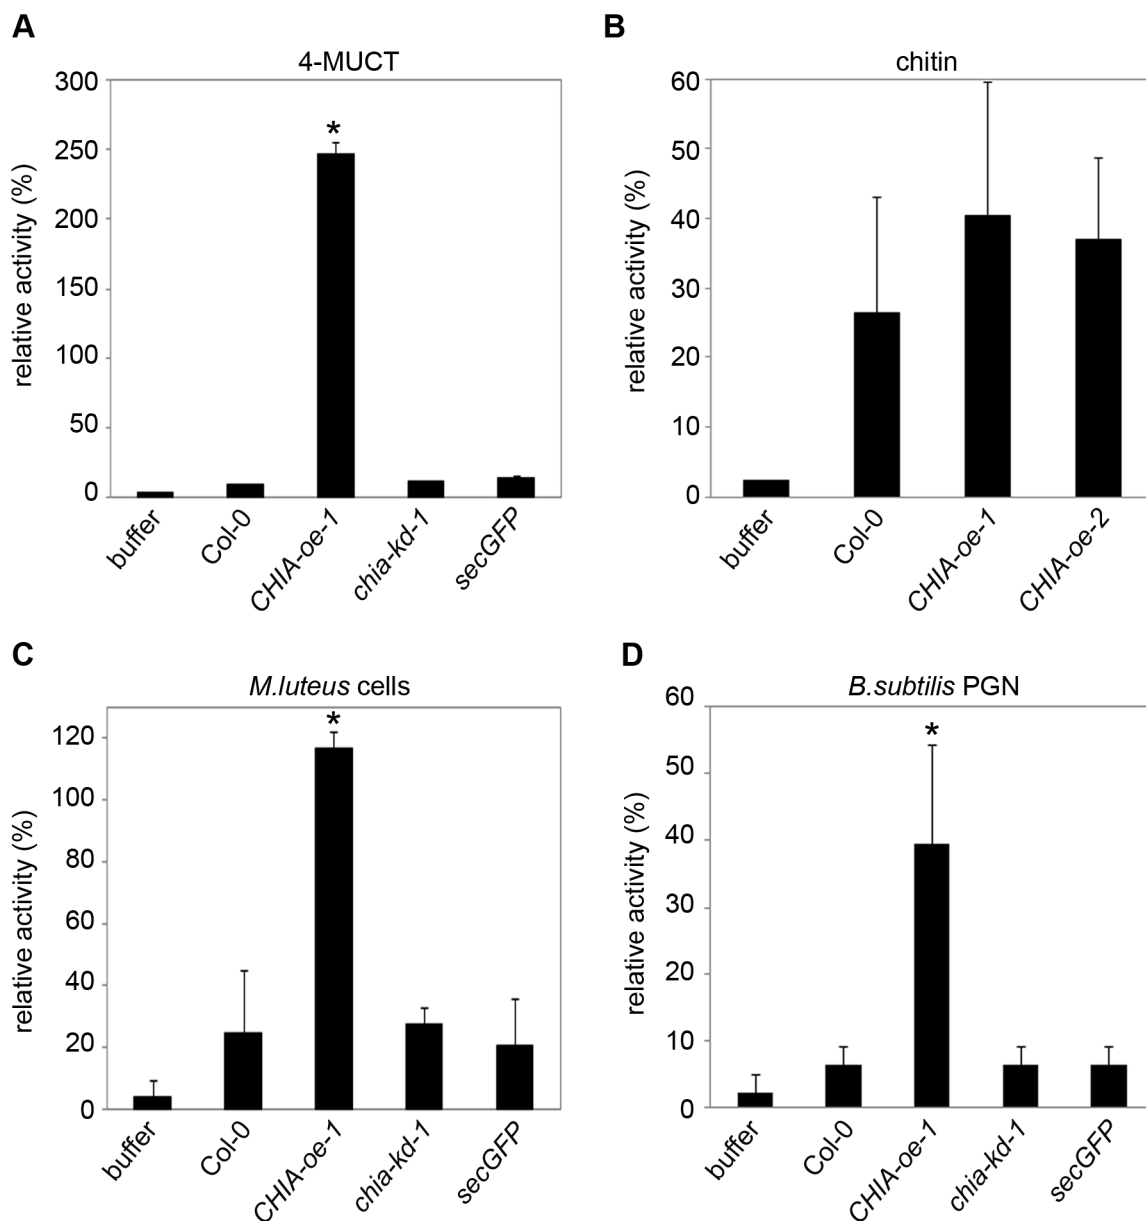 A
4-MUCT
relative activity (%)
300
250
200
150
100
50
0
*
buffer
Col-0
CHIA-oe-1
chia-kd-1
secGFP
B
chitin
relative activity (%)
60
50
40
30
20
10
0
buffer
Col-0
CHIA-oe-1
CHIA-oe-2
C
M.luteus cells
relative activity (%)
120
100
80
60
40
20
0
*
buffer
Col-0
CHIA-oe-1
chia-kd-1
secGFP
D
B.subtilis PGN
relative activity (%)
60
50
40
30
20
10
0
*
buffer
Col-0
CHIA-oe-1
chia-kd-1
secGFP